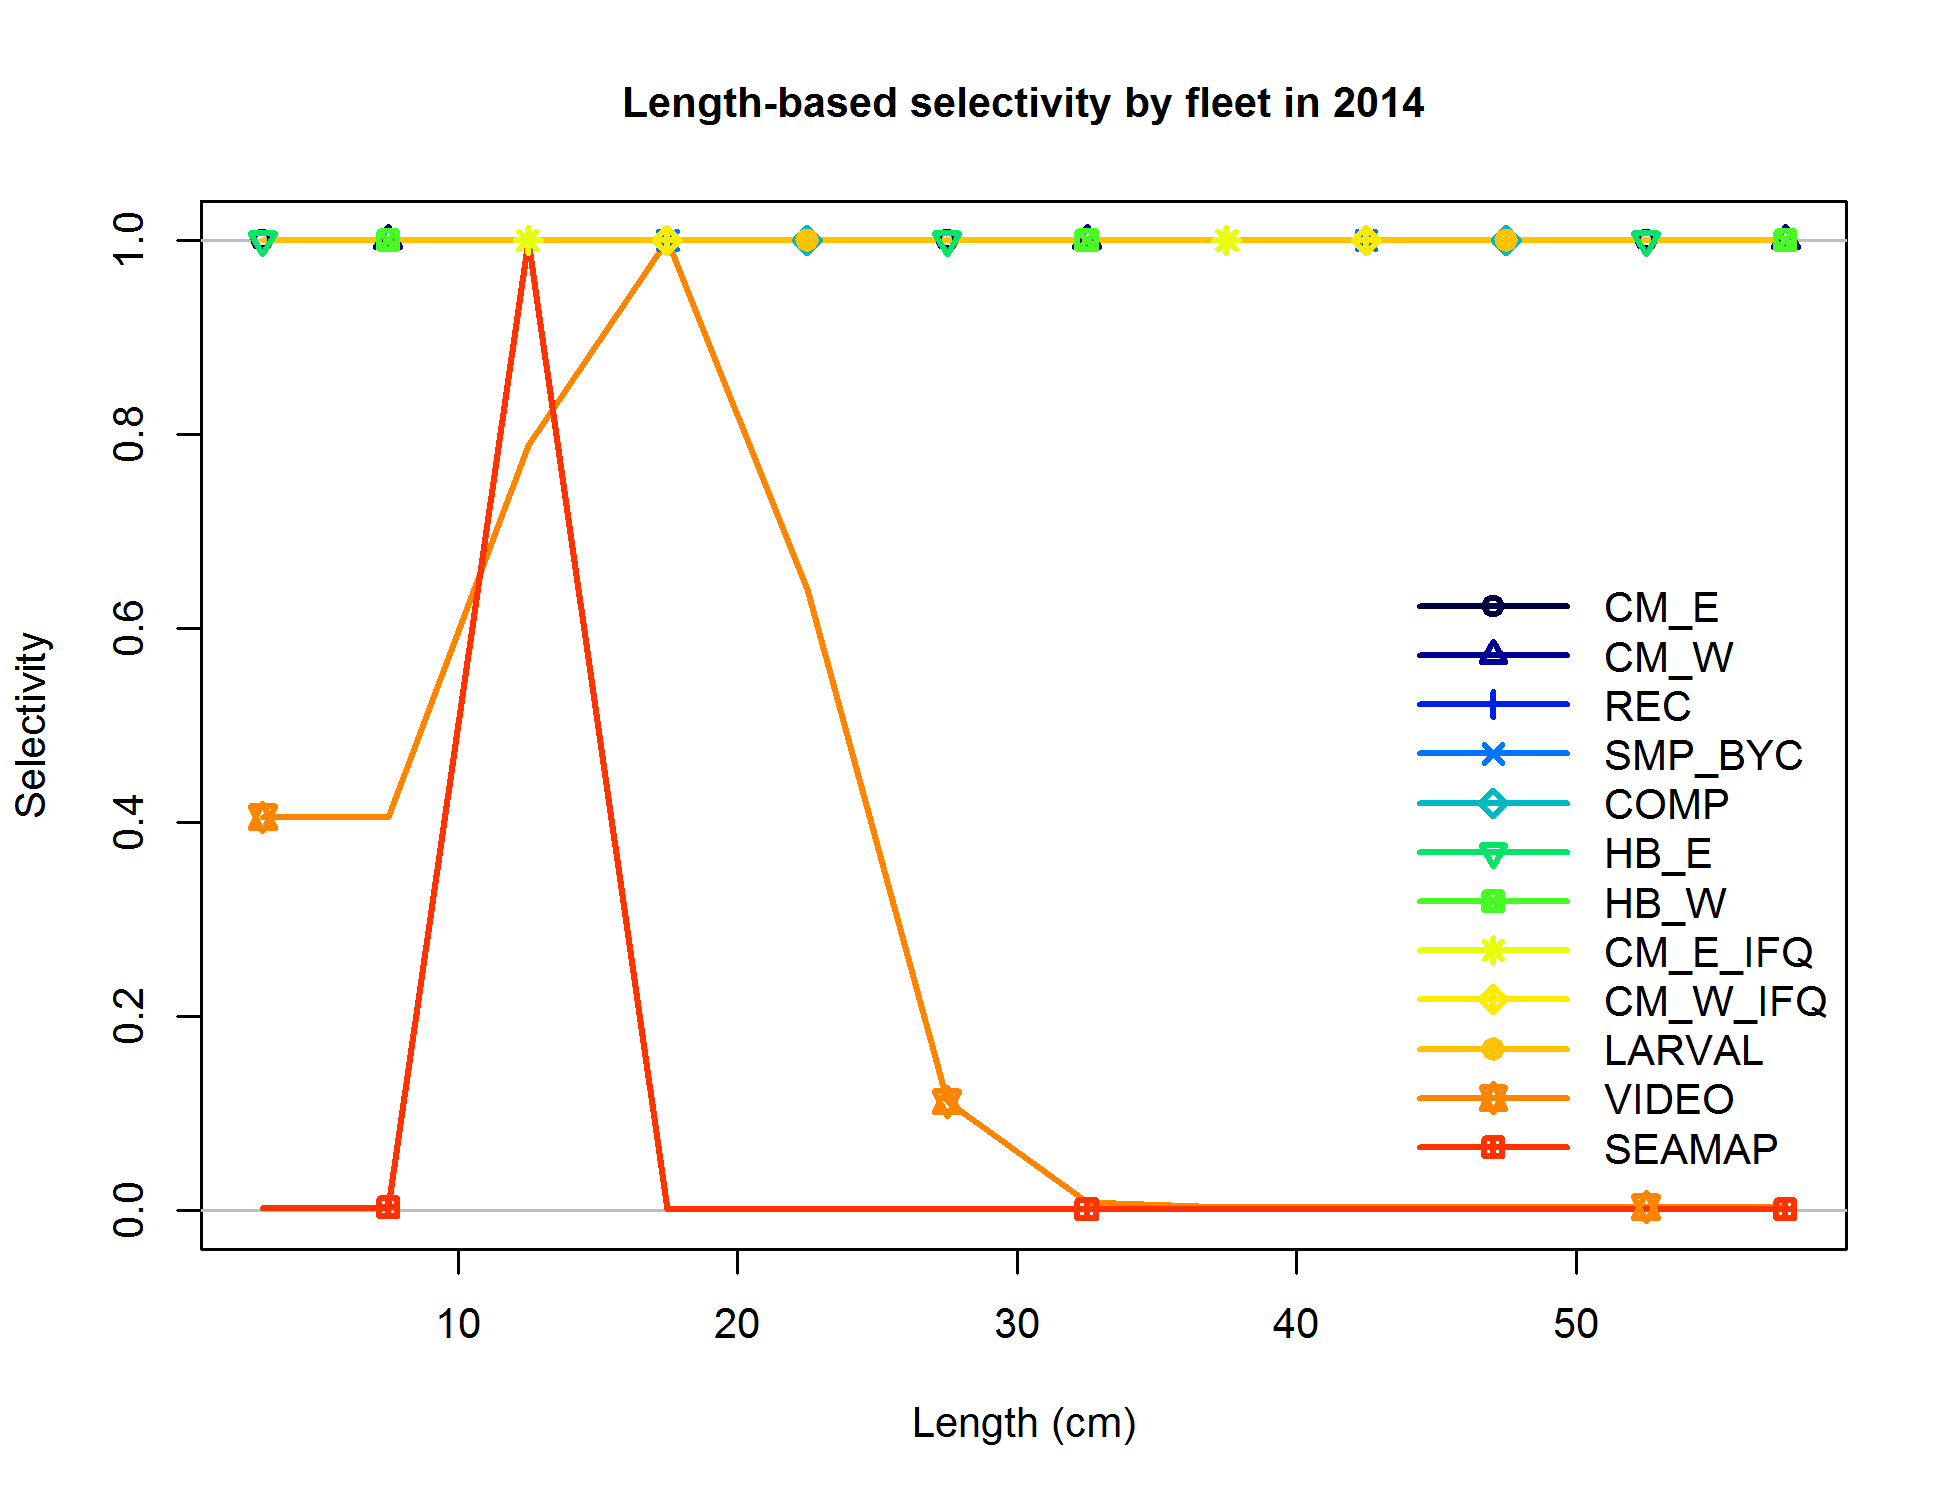 Length-based selectivity by fleet in 2014
Selectivity
1.0
0.8
0.6
0.4
0.2
0.0
CM_E
CM_W
REC
SMP_BYC
COMP
HB_E
HB_W
CM_E_IFQ
CM_W_IFQ
LARVAL
VIDEO
SEAMAP
10 20 30 40 50
Length (cm)